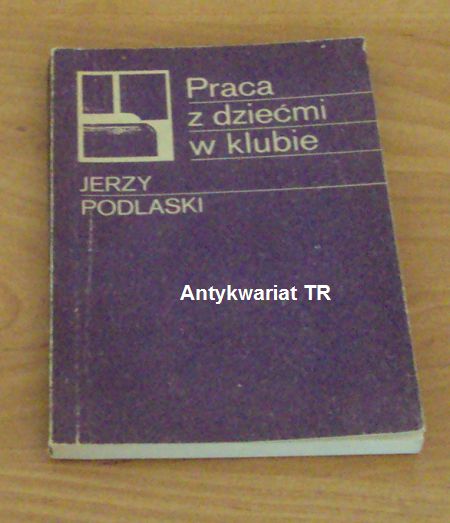 Praca
z dziećmi
w klubie
JERZY
PODLASKI
Antykwariat TR